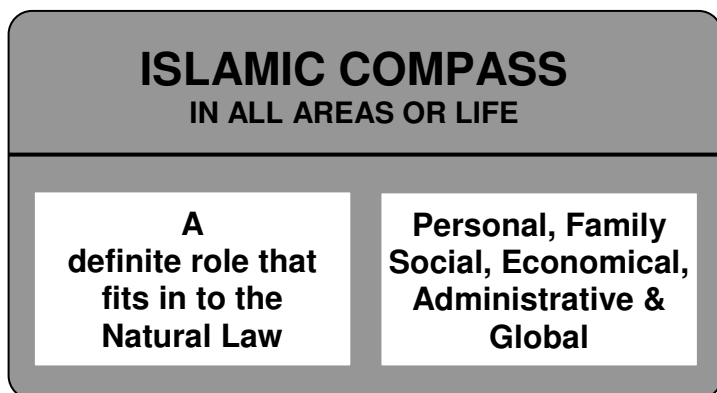 ISLAMIC COMPASS
IN ALL AREAS OR LIFE
A
definite role that
fits in to the
Natural Law
Personal, Family
Social, Economical,
Administrative &
Global